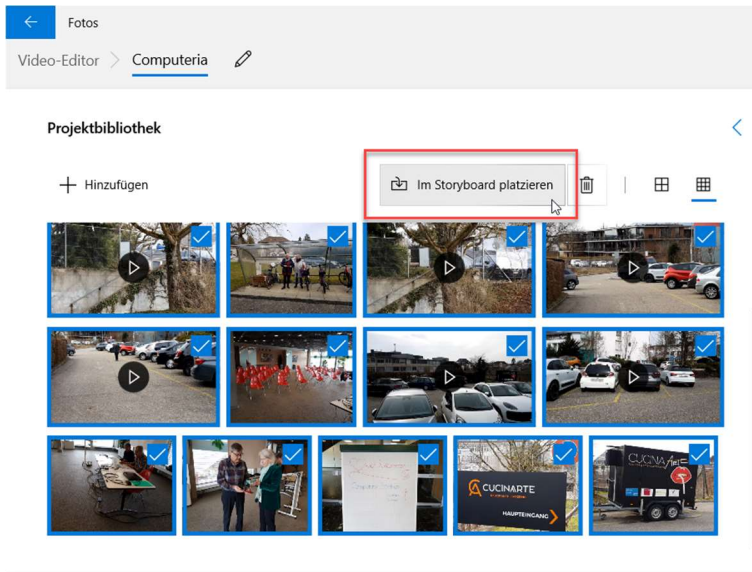 Fotos
Video-Editor > Computeria
Projektbibliothek
Hinzufügen
Im Storyboard platzieren
CUCINARTE
HAUPTEINGANG
CUCINA